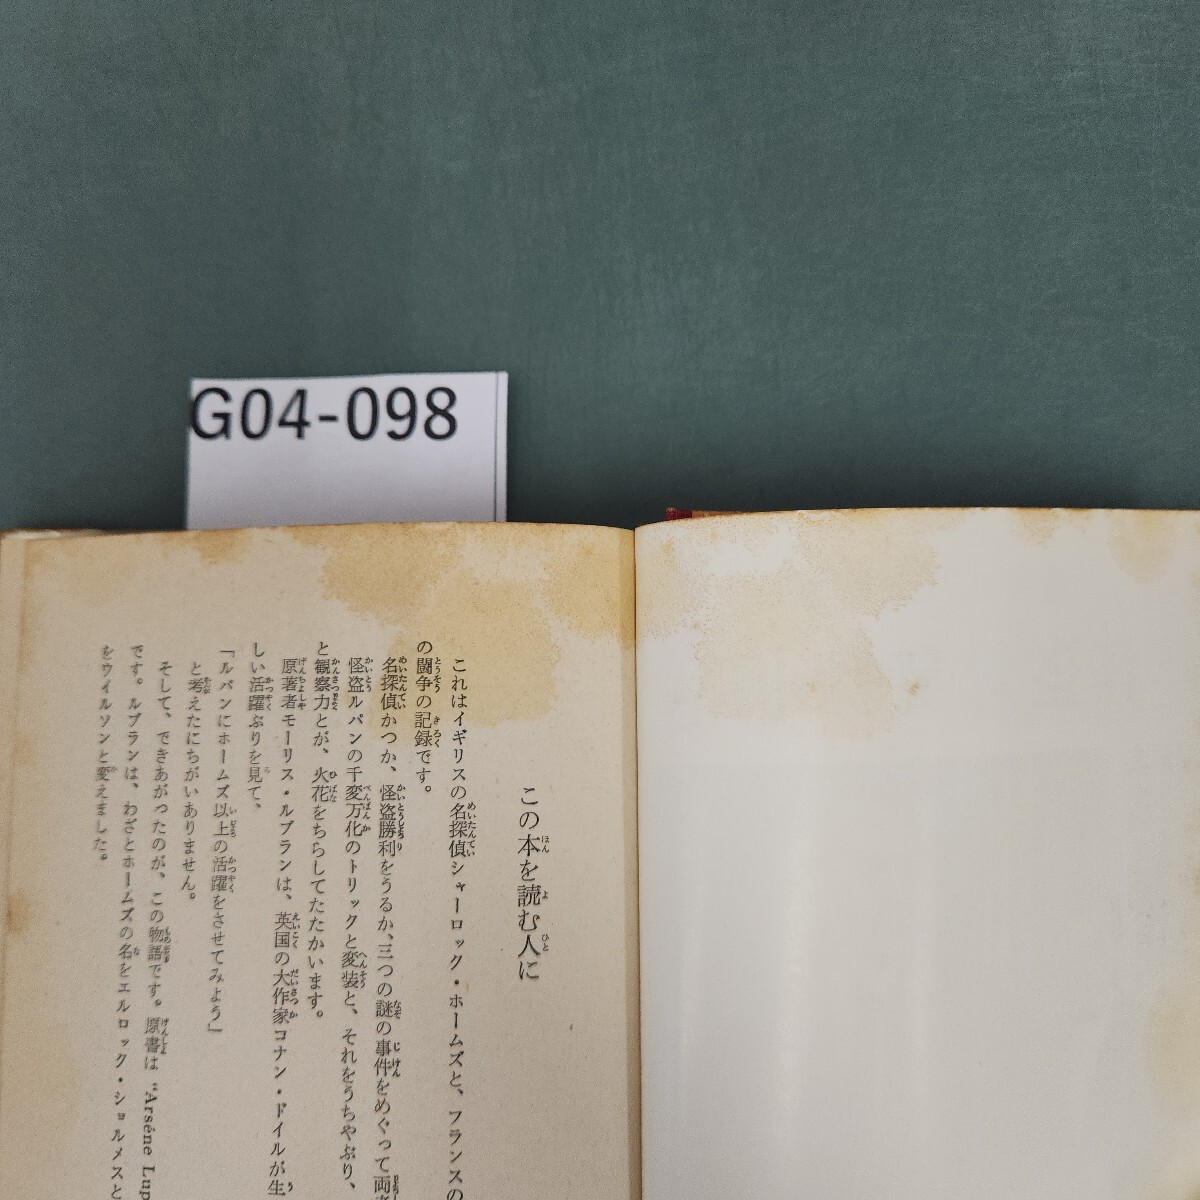 G04-098
この本を読む人に
これはイギリスの名探偵シャーロック・ホームズと、フランスの
の闘争の記録です。
名探偵かつか、怪盗勝利をうるか、三つの謎の事件をめぐって両
怪盗ルパンの千変万化のトリックと変装と、それをうちやぶり、
と観察力とが、火花をちらしてたたかいます。
原著者モーリス・ルブランは、英国の大作家コナン・ドイルが生
しい活躍ぶりを見て、
「ルパンにホームズ以上の活躍をさせてみよう」
と考えたにちがいありません。
そして、できあがったのが、この物語です。原書は “Arséne Lup
です。ルブランは、わざとホームズの名をエルロック・ショルメスと
をウイルソンと変えました。